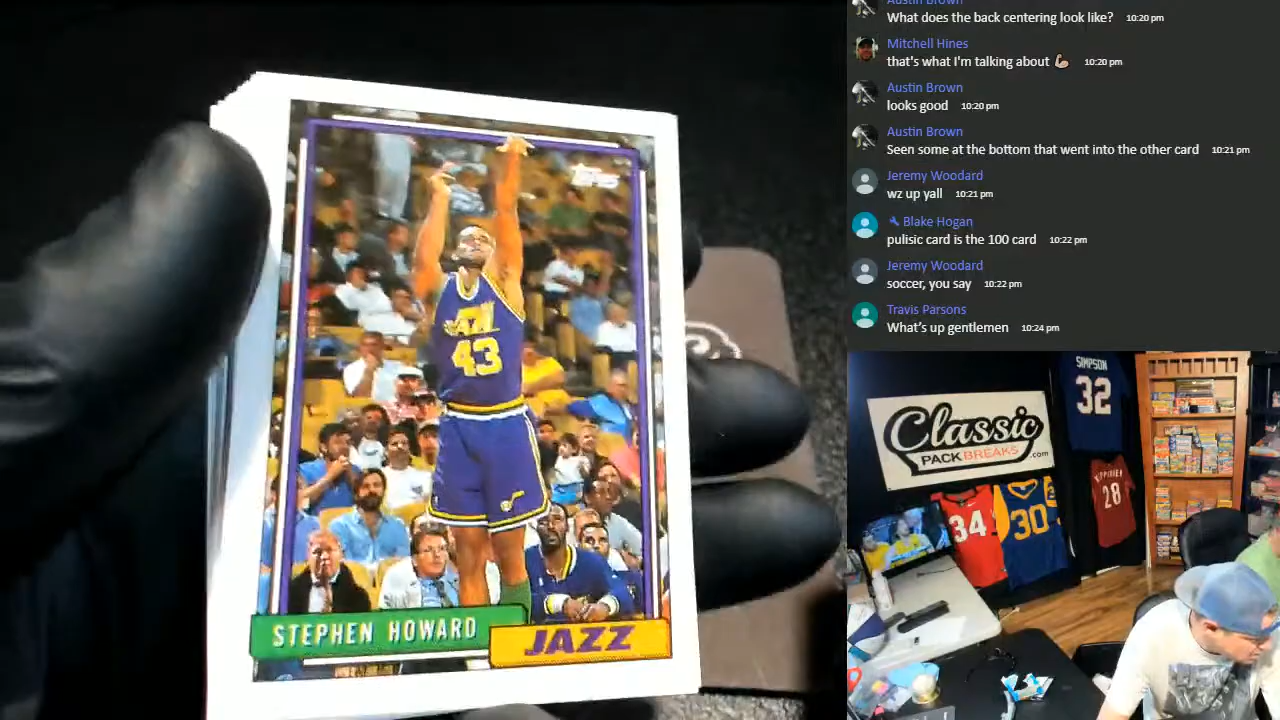 Austin Brown
What does the back centering look like? 10:20 pm
Mitchell Hines
that's what I'm talking about 💪🏻 10:20 pm
Austin Brown
looks good 10:20 pm
Austin Brown
Seen some at the bottom that went into the other card 10:21 pm
Jeremy Woodard
wz up yall 10:21 pm
Blake Hogan
pulisic card is the 100 card 10:22 pm
Jeremy Woodard
soccer, you say 10:22 pm
Travis Parsons
What's up gentlemen 10:24 pm
Topps
JAZZ
43
STEPHEN HOWARD
JAZZ
SIMPSON
32
Classic
PACK BREAKS.com
34
30
28